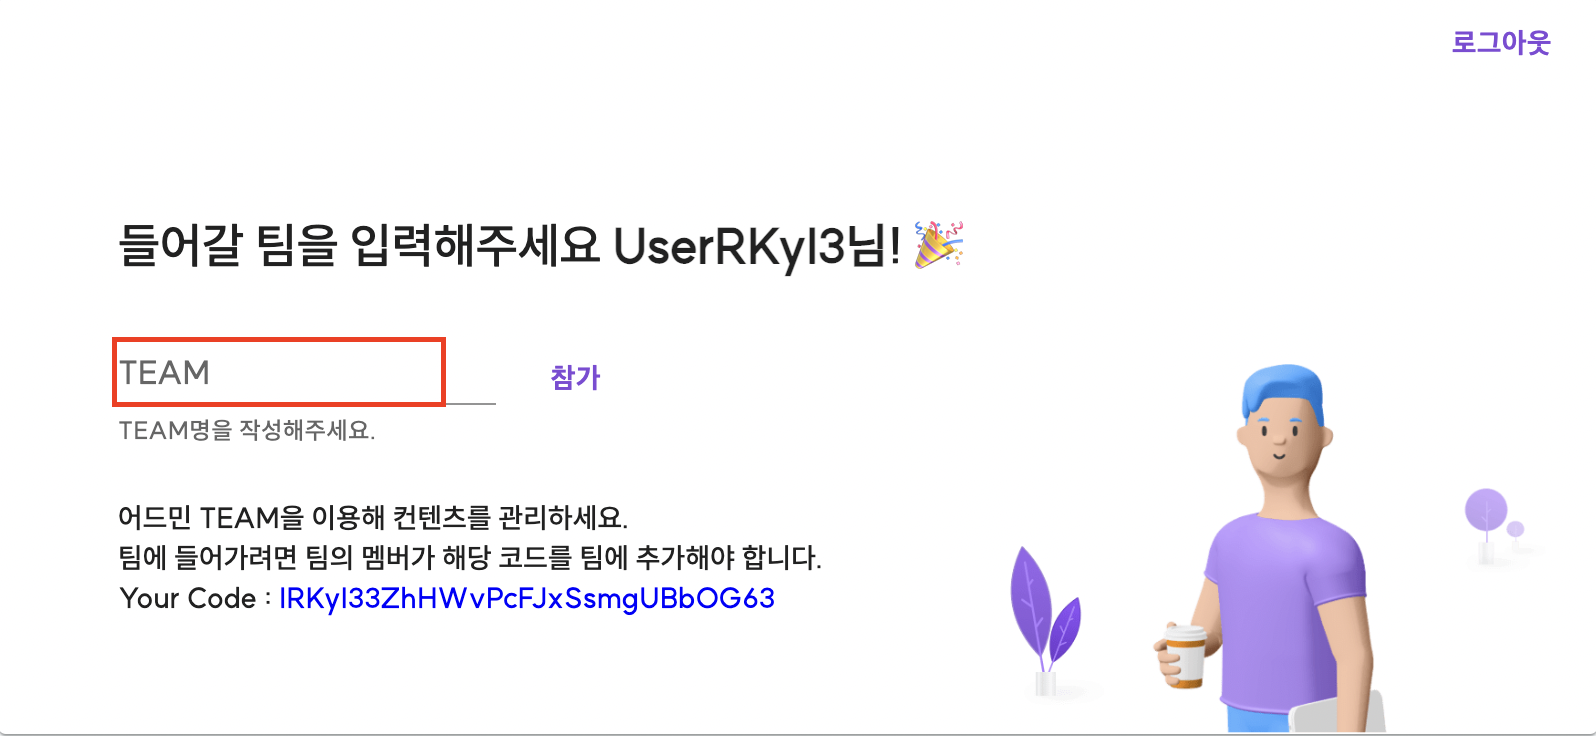 로그아웃
들어갈 팀을 입력해주세요 UserRKyI3님! 🎉
TEAM
참가
TEAM명을 작성해주세요.
어드민 TEAM을 이용해 컨텐츠를 관리하세요.
팀에 들어가려면 팀의 멤버가 해당 코드를 팀에 추가해야 합니다.
Your Code : IRKyI33ZhHWvPcFJxSsmgUBbOG63